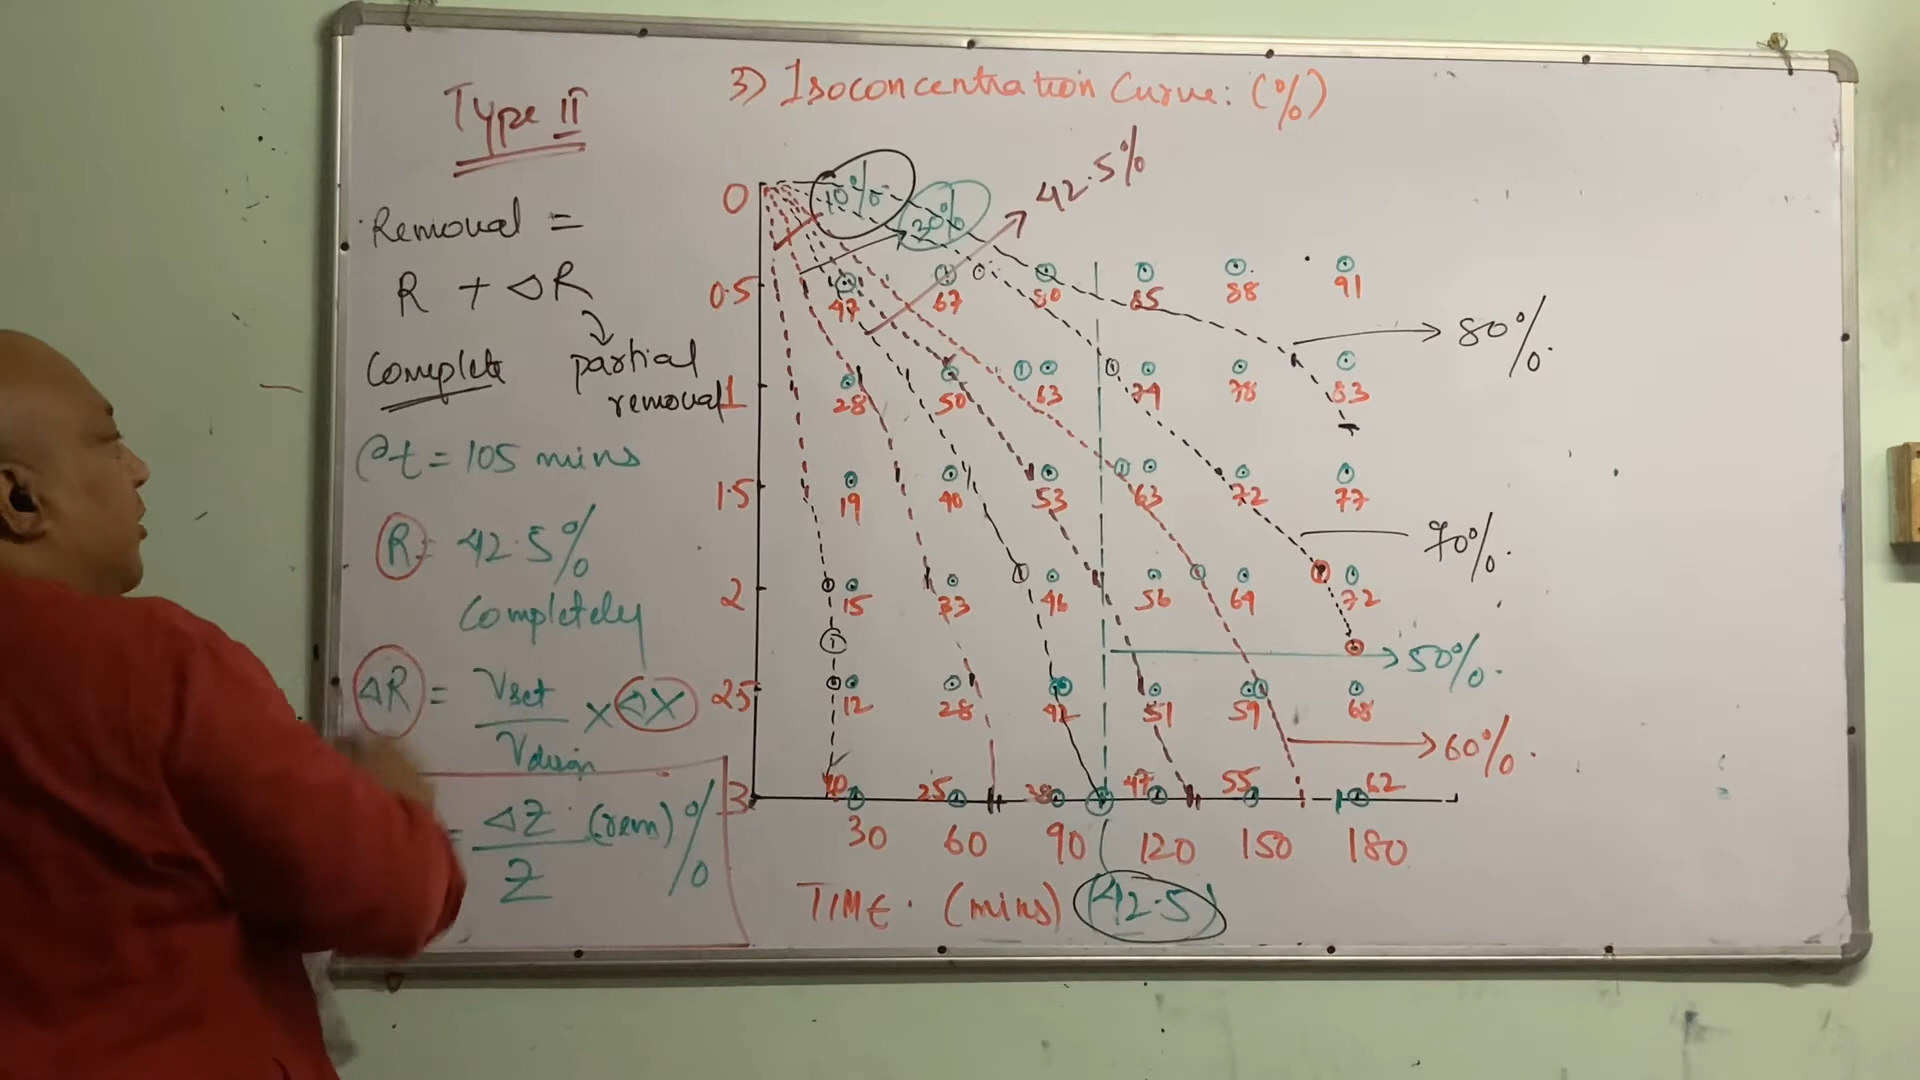 Type II
Removal =
R + ΔR
Complete
partial
removal
@t = 105 mins
R = 42.5%
Completely
ΔR = Vset / Vdesign × ΔX
= ΔZ / Z (rem) %
3) Isoconcentration Curve: (%)
10%
30%
42.5%
0
0.5 47 67 80 85 88 91
80%
1 28 50 63 74 78 83
1.5 19 40 53 63 72 77
70%
2 15 33 46 56 64 72
50%
2.5 12 28 42 51 59 68
60%
3 10 25 38 47 55 62
30 60 90 120 150 180
TIME. (mins) 42.5